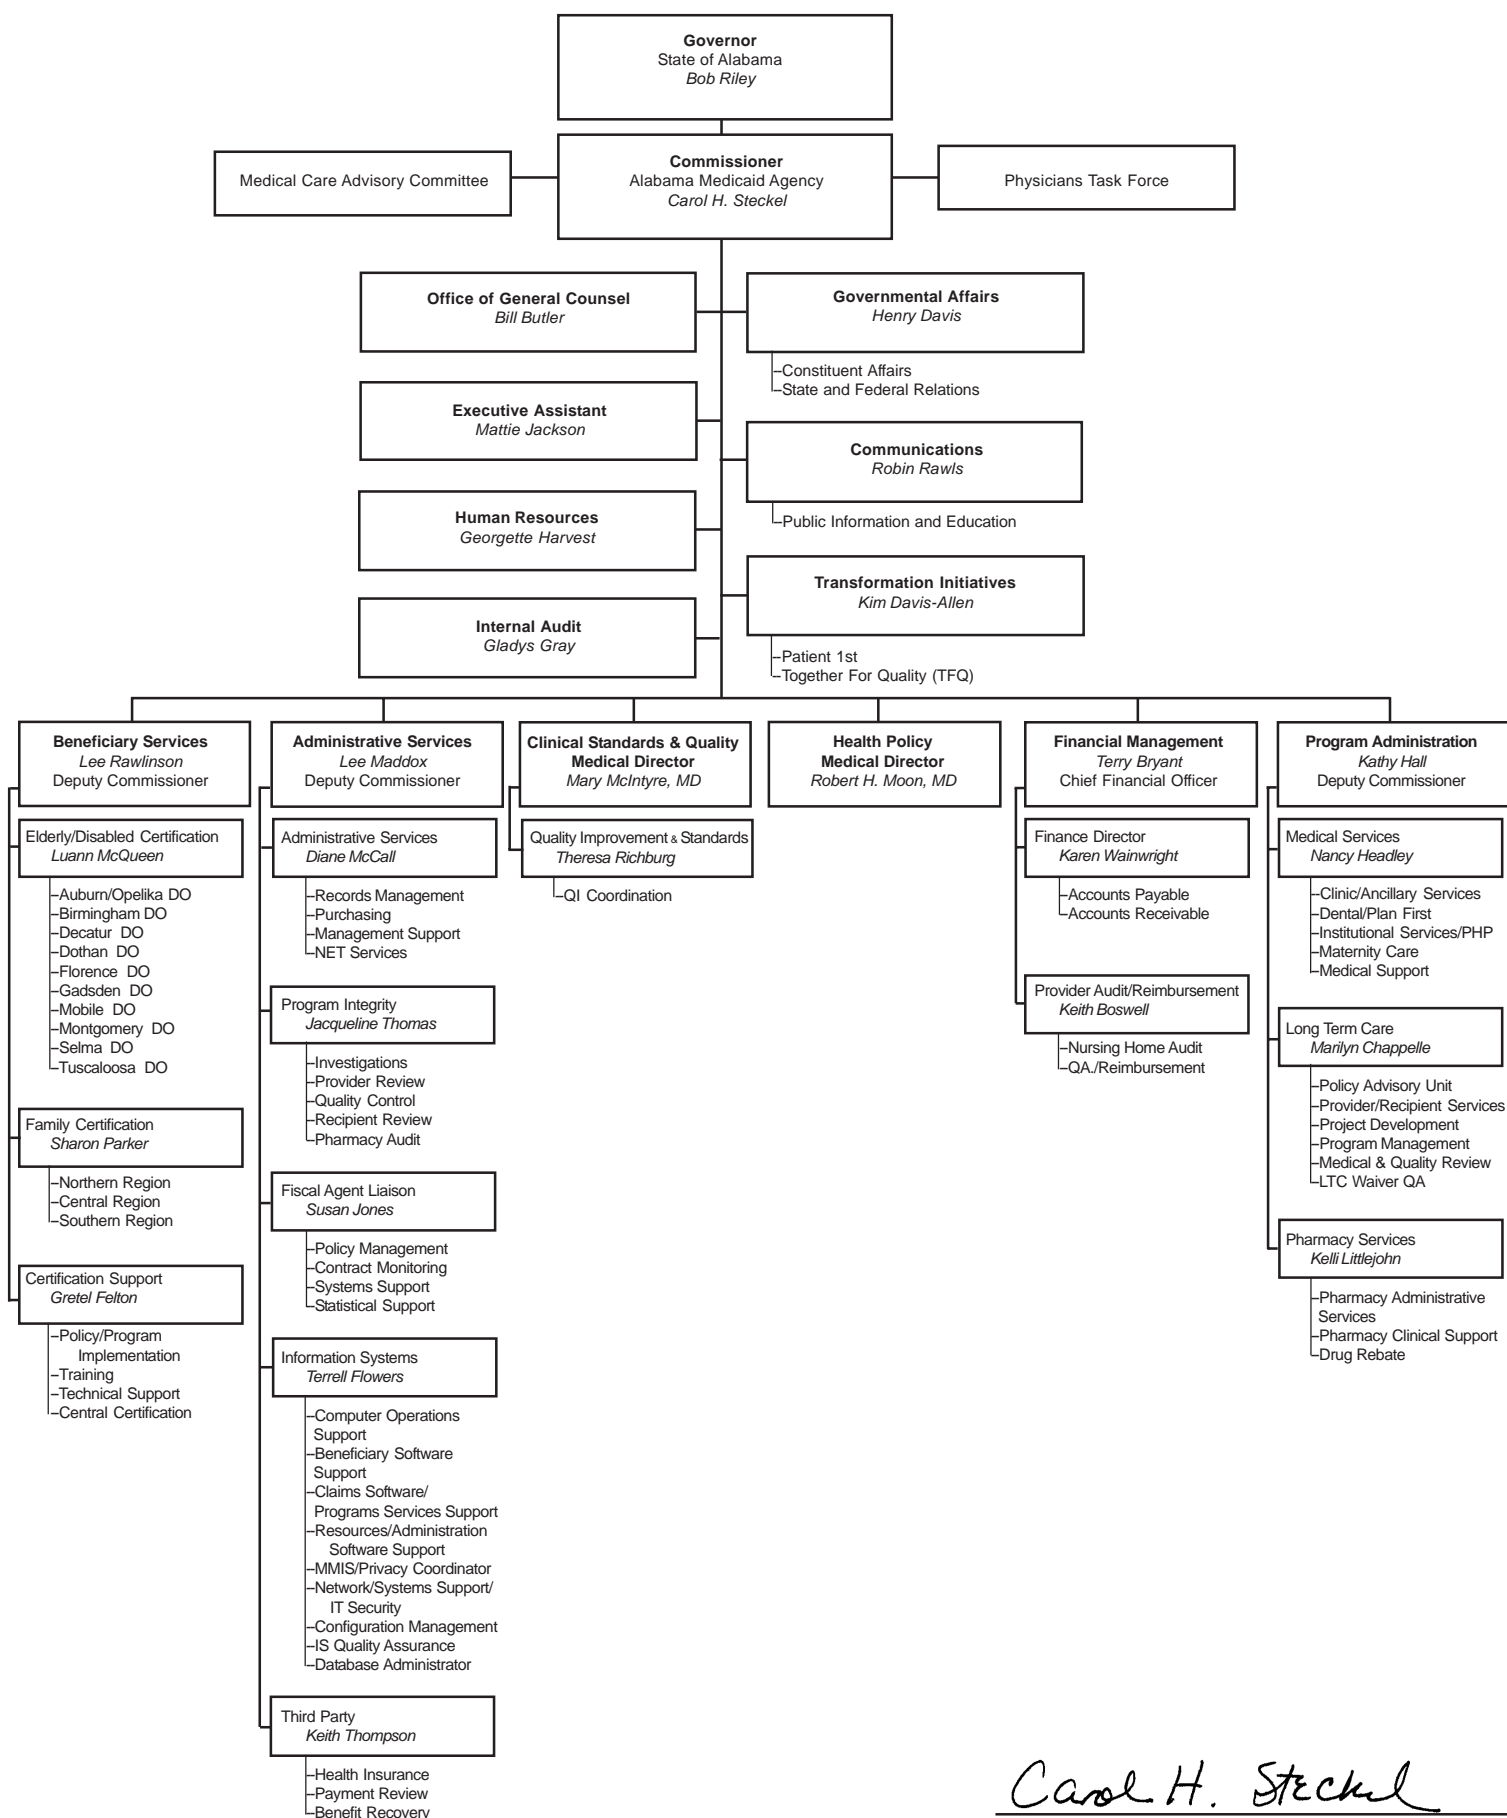 Governor
State of Alabama
Bob Riley
Medical Care Advisory Committee
Commissioner
Alabama Medicaid Agency
Carol H. Steckel
Physicians Task Force
Office of General Counsel
Bill Butler
Governmental Affairs
Henry Davis
–Constituent Affairs
–State and Federal Relations
Executive Assistant
Mattie Jackson
Communications
Robin Rawls
–Public Information and Education
Human Resources
Georgette Harvest
Transformation Initiatives
Kim Davis-Allen
–Patient 1st
–Together For Quality (TFQ)
Internal Audit
Gladys Gray
Beneficiary Services
Lee Rawlinson
Deputy Commissioner
Elderly/Disabled Certification
Luann McQueen
–Auburn/Opelika DO
–Birmingham DO
–Decatur DO
–Dothan DO
–Florence DO
–Gadsden DO
–Mobile DO
–Montgomery DO
–Selma DO
–Tuscaloosa DO
Family Certification
Sharon Parker
–Northern Region
–Central Region
–Southern Region
Certification Support
Gretel Felton
–Policy/Program
Implementation
–Training
–Technical Support
–Central Certification
Administrative Services
Lee Maddox
Deputy Commissioner
Administrative Services
Diane McCall
–Records Management
–Purchasing
–Management Support
–NET Services
Program Integrity
Jacqueline Thomas
–Investigations
–Provider Review
–Quality Control
–Recipient Review
–Pharmacy Audit
Fiscal Agent Liaison
Susan Jones
–Policy Management
–Contract Monitoring
–Systems Support
–Statistical Support
Information Systems
Terrell Flowers
–Computer Operations
Support
–Beneficiary Software
Support
–Claims Software/
Programs Services Support
–Resources/Administration
Software Support
–MMIS/Privacy Coordinator
–Network/Systems Support/
IT Security
–Configuration Management
–IS Quality Assurance
–Database Administrator
Third Party
Keith Thompson
–Health Insurance
–Payment Review
–Benefit Recovery
Clinical Standards & Quality
Medical Director
Mary McIntyre, MD
Quality Improvement & Standards
Theresa Richburg
–QI Coordination
Health Policy
Medical Director
Robert H. Moon, MD
Financial Management
Terry Bryant
Chief Financial Officer
Finance Director
Karen Wainwright
–Accounts Payable
–Accounts Receivable
Provider Audit/Reimbursement
Keith Boswell
–Nursing Home Audit
–QA./Reimbursement
Program Administration
Kathy Hall
Deputy Commissioner
Medical Services
Nancy Headley
–Clinic/Ancillary Services
–Dental/Plan First
–Institutional Services/PHP
–Maternity Care
–Medical Support
Long Term Care
Marilyn Chappelle
–Policy Advisory Unit
–Provider/Recipient Services
–Project Development
–Program Management
–Medical & Quality Review
–LTC Waiver QA
Pharmacy Services
Kelli Littlejohn
–Pharmacy Administrative
Services
–Pharmacy Clinical Support
–Drug Rebate
Carol H. Steckel